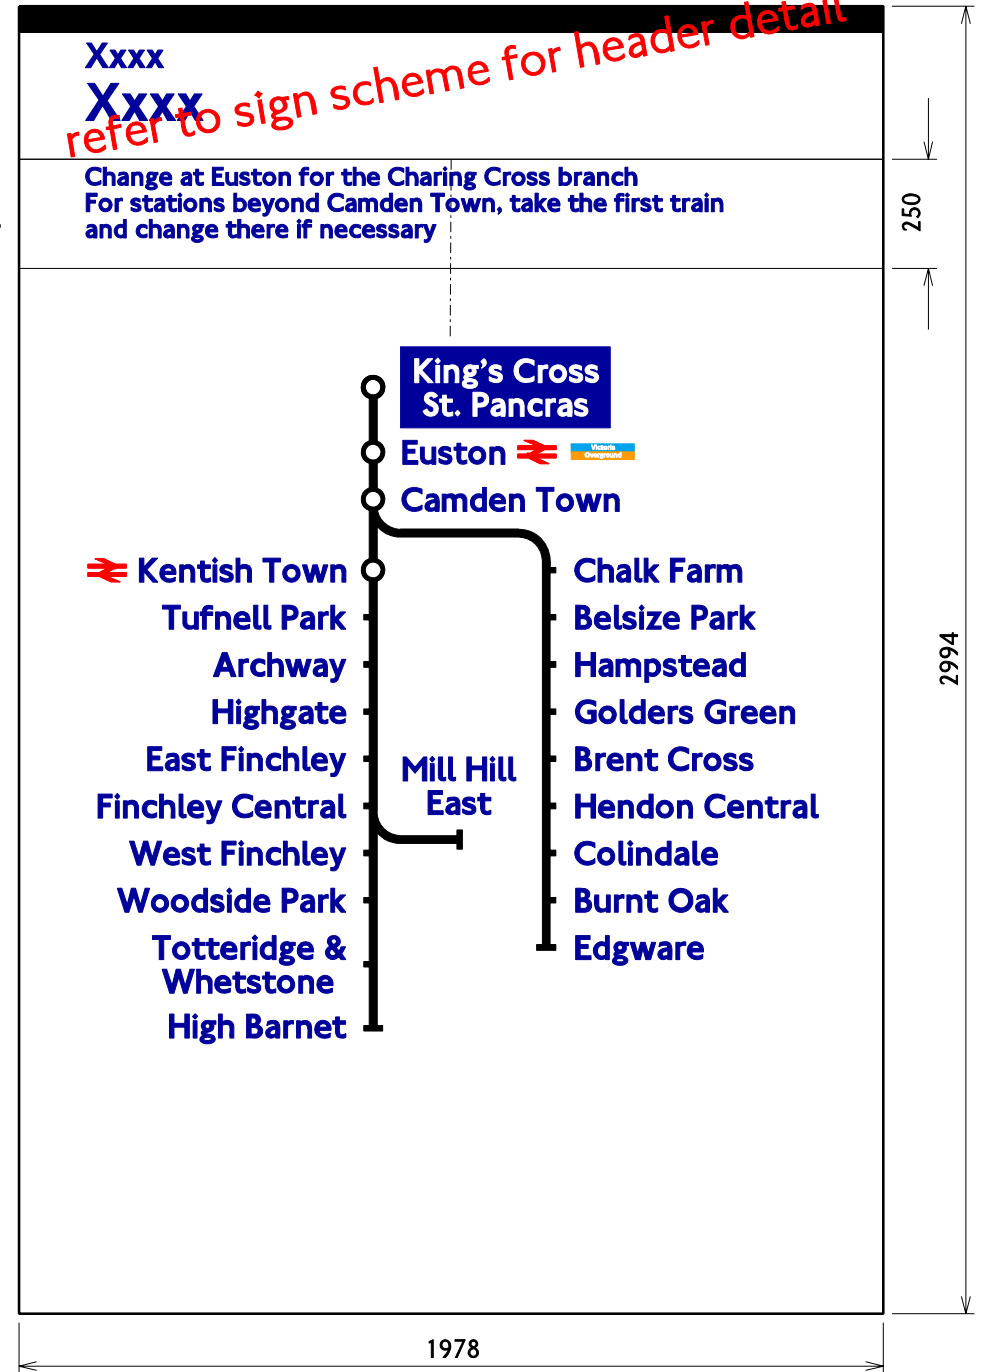 Xxxx
Xxxx
refer to sign scheme for header detail
Change at Euston for the Charing Cross branch
For stations beyond Camden Town, take the first train
and change there if necessary
250
King's Cross
St. Pancras
Euston
Victoria
Overground
Camden Town
Kentish Town
Chalk Farm
Tufnell Park
Belsize Park
Archway
Hampstead
Highgate
Golders Green
East Finchley
Brent Cross
Mill Hill
East
Finchley Central
Hendon Central
West Finchley
Colindale
Woodside Park
Burnt Oak
Totteridge &
Whetstone
Edgware
High Barnet
2994
1978